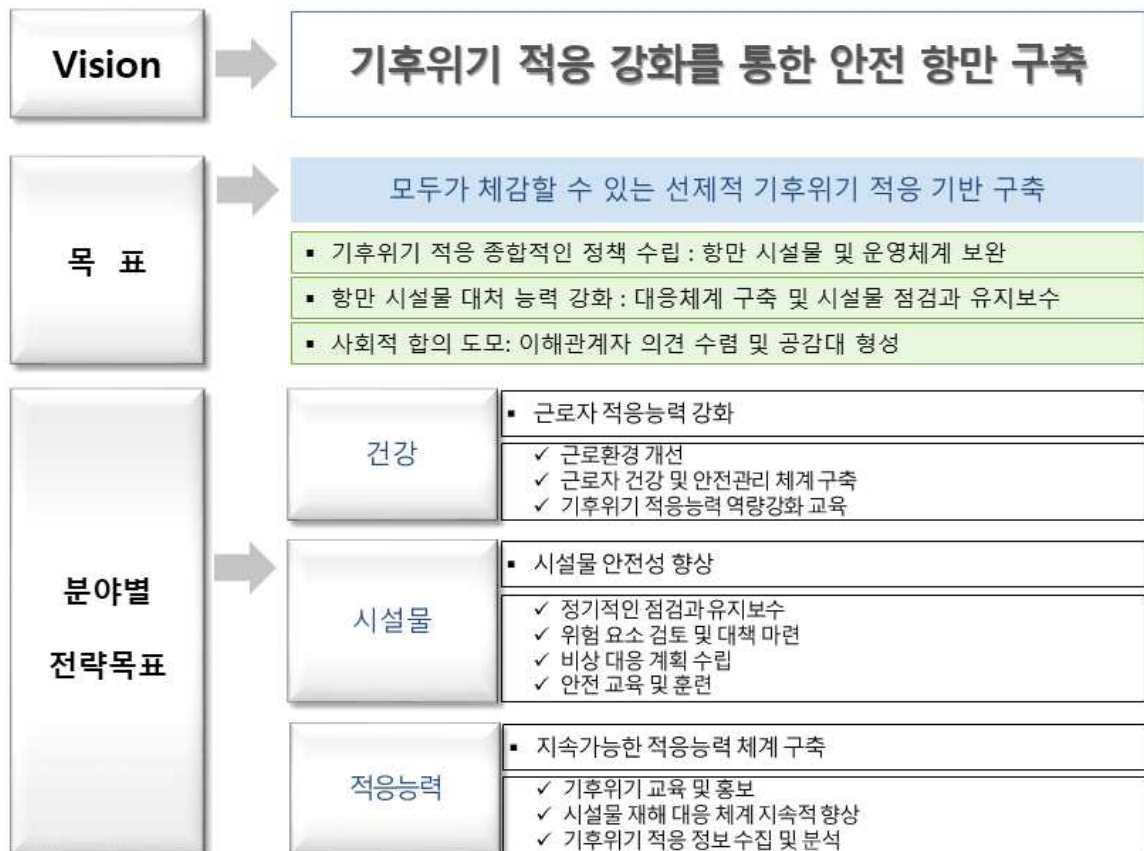 Vision
기후위기 적응 강화를 통한 안전 항만 구축
목 표
모두가 체감할 수 있는 선제적 기후위기 적응 기반 구축
▪ 기후위기 적응 종합적인 정책 수립 : 항만 시설물 및 운영체계 보완
▪ 항만 시설물 대처 능력 강화 : 대응체계 구축 및 시설물 점검과 유지보수
▪ 사회적 합의 도모: 이해관계자 의견 수렴 및 공감대 형성
분야별
전략목표
건강
▪ 근로자 적응능력 강화
✓ 근로환경 개선
✓ 근로자 건강 및 안전관리 체계 구축
✓ 기후위기 적응능력 역량강화 교육
시설물
▪ 시설물 안전성 향상
✓ 정기적인 점검과 유지보수
✓ 위험 요소 검토 및 대책 마련
✓ 비상 대응 계획 수립
✓ 안전 교육 및 훈련
적응능력
▪ 지속가능한 적응능력 체계 구축
✓ 기후위기 교육 및 홍보
✓ 시설물 재해 대응 체계 지속적 향상
✓ 기후위기 적응 정보 수집 및 분석